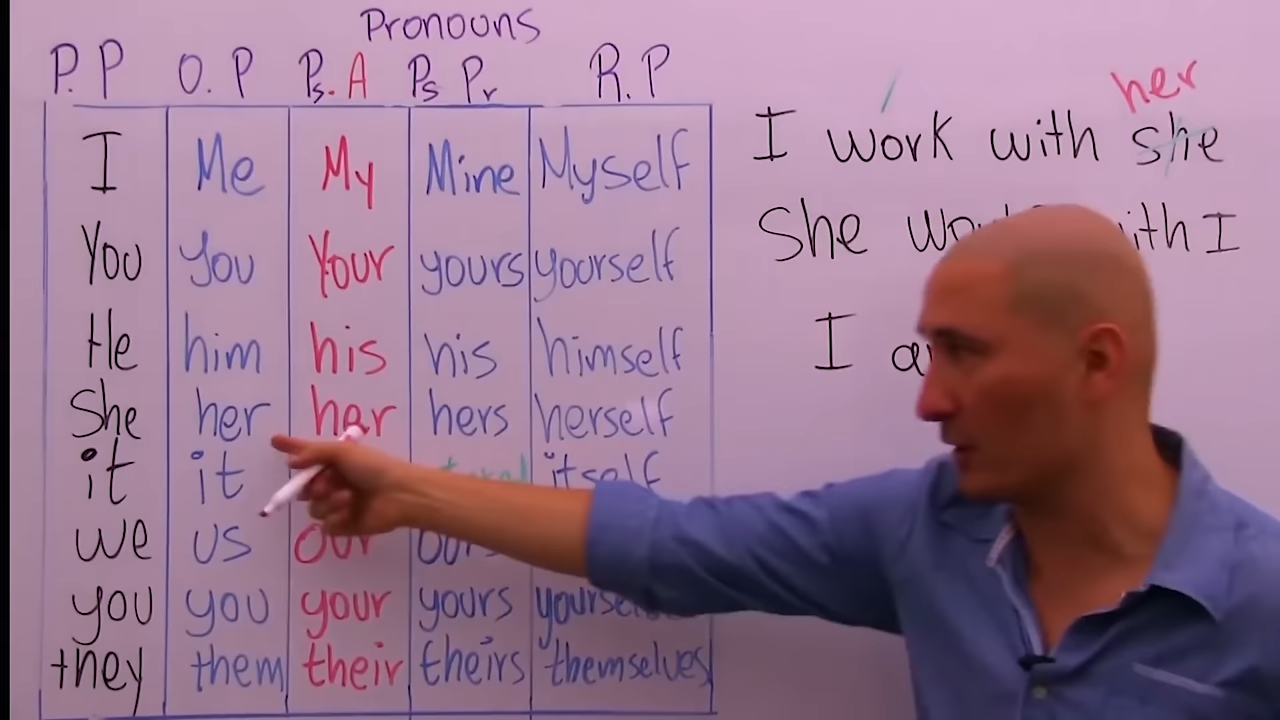 Pronouns
P.P O.P Ps.A Ps Pr R.P
I Me My Mine Myself
You You Your yours yourself
He him his his himself
She her her hers herself
it it itself
we us our ours
you you your yours
they them their theirs themselves
her
I work with she
She with I
I